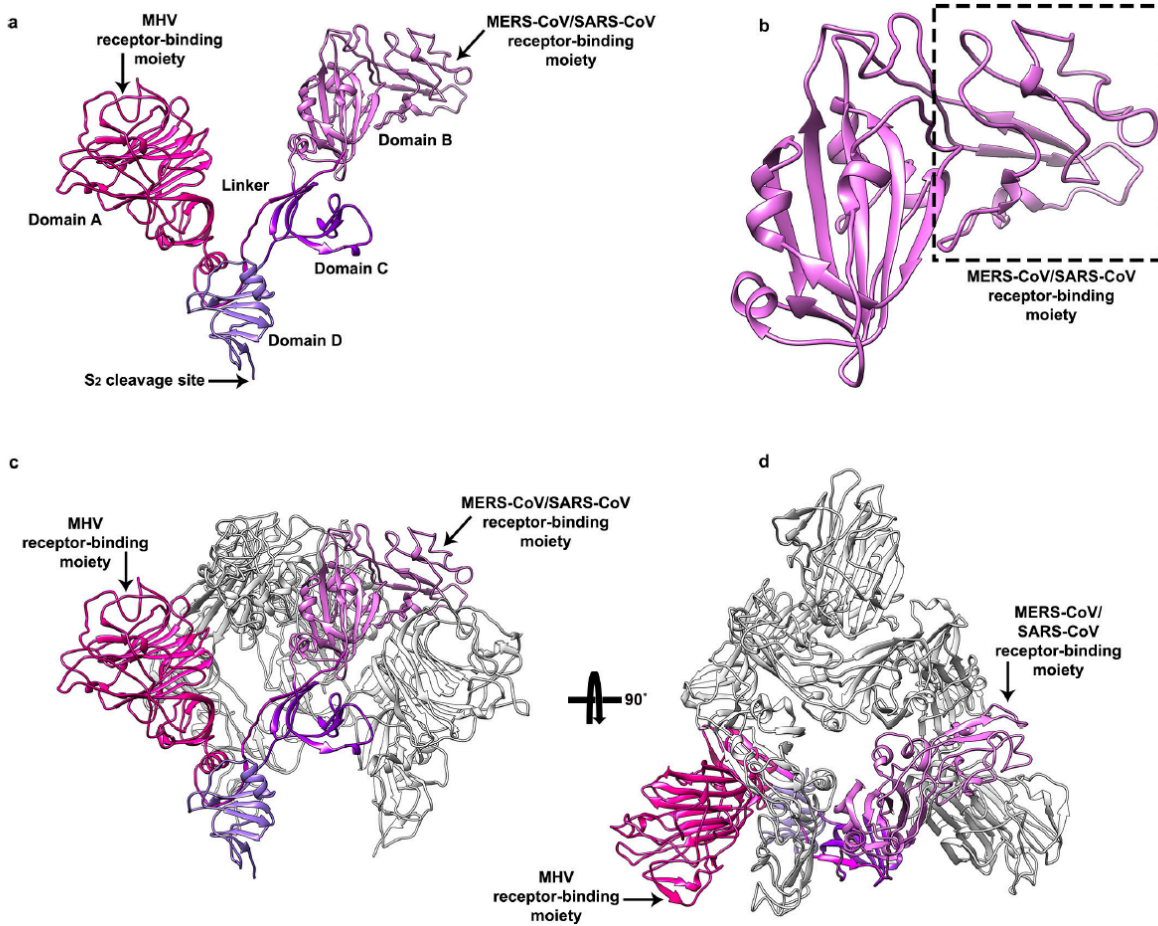 a
MHV
receptor-binding
moiety
MERS-CoV/SARS-CoV
receptor-binding
moiety
Domain B
Linker
Domain A
Domain C
Domain D
S2 cleavage site
b
MERS-CoV/SARS-CoV
receptor-binding
moiety
c
MHV
receptor-binding
moiety
MERS-CoV/SARS-CoV
receptor-binding
moiety
90°
d
MERS-CoV/
SARS-CoV
receptor-binding
moiety
MHV
receptor-binding
moiety